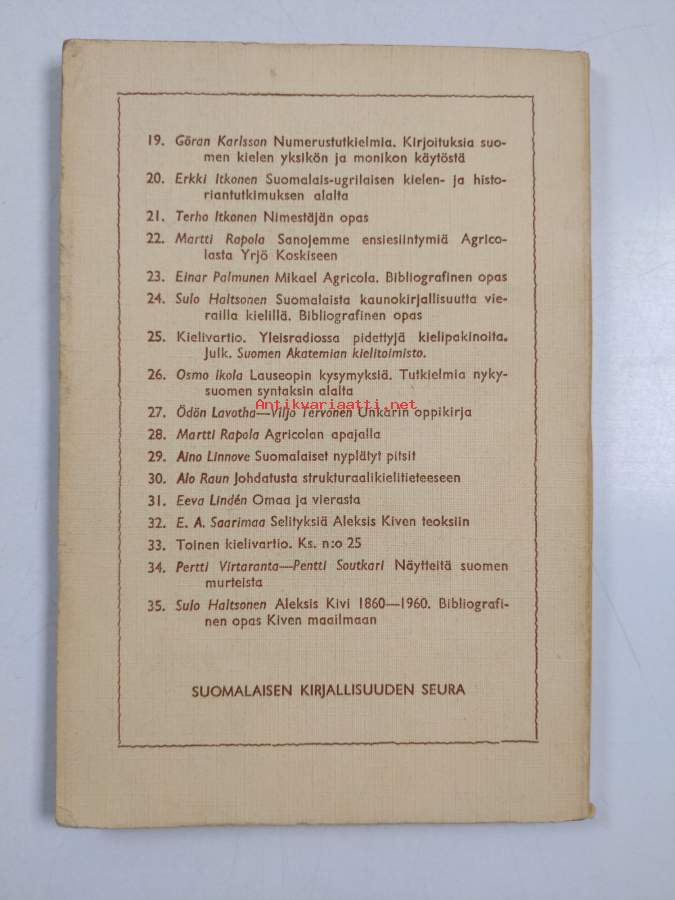 19. Göran Karlsson Numerustutkielmia. Kirjoituksia suo-
men kielen yksikön ja monikon käytöstä
20. Erkki Itkonen Suomalais-ugrilaisen kielen- ja histo-
riantutkimuksen alalta
21. Terho Itkonen Nimestäjän opas
22. Martti Rapola Sanojemme ensiesiintymiä Agrico-
lasta Yrjö Koskiseen
23. Einar Palmunen Mikael Agricola. Bibliografinen opas
24. Sulo Haltsonen Suomalaista kaunokirjallisuutta vie-
railla kielillä. Bibliografinen opas
25. Kielivartio. Yleisradiossa pidettyjä kielipakinoita.
Julk. Suomen Akatemian kielitoimisto.
26. Osmo Ikola Lauseopin kysymyksiä. Tutkielmia nyky-
suomen syntaksin alalta
Antikvariaatti.net
27. Ödön Lavotha—Viljo Tervonen Unkarin oppikirja
28. Martti Rapola Agricolan apajalla
29. Aino Linnove Suomalaiset nyplätyt pitsit
30. Alo Raun Johdatusta strukturaalikielitieteeseen
31. Eeva Lindén Omaa ja vierasta
32. E. A. Saarimaa Selityksiä Aleksis Kiven teoksiin
33. Toinen kielivartio. Ks. n:o 25
34. Pertti Virtaranta—Pentti Soutkari Näytteitä suomen
murteista
35. Sulo Haltsonen Aleksis Kivi 1860—1960. Bibliografi-
nen opas Kiven maailmaan
SUOMALAISEN KIRJALLISUUDEN SEURA